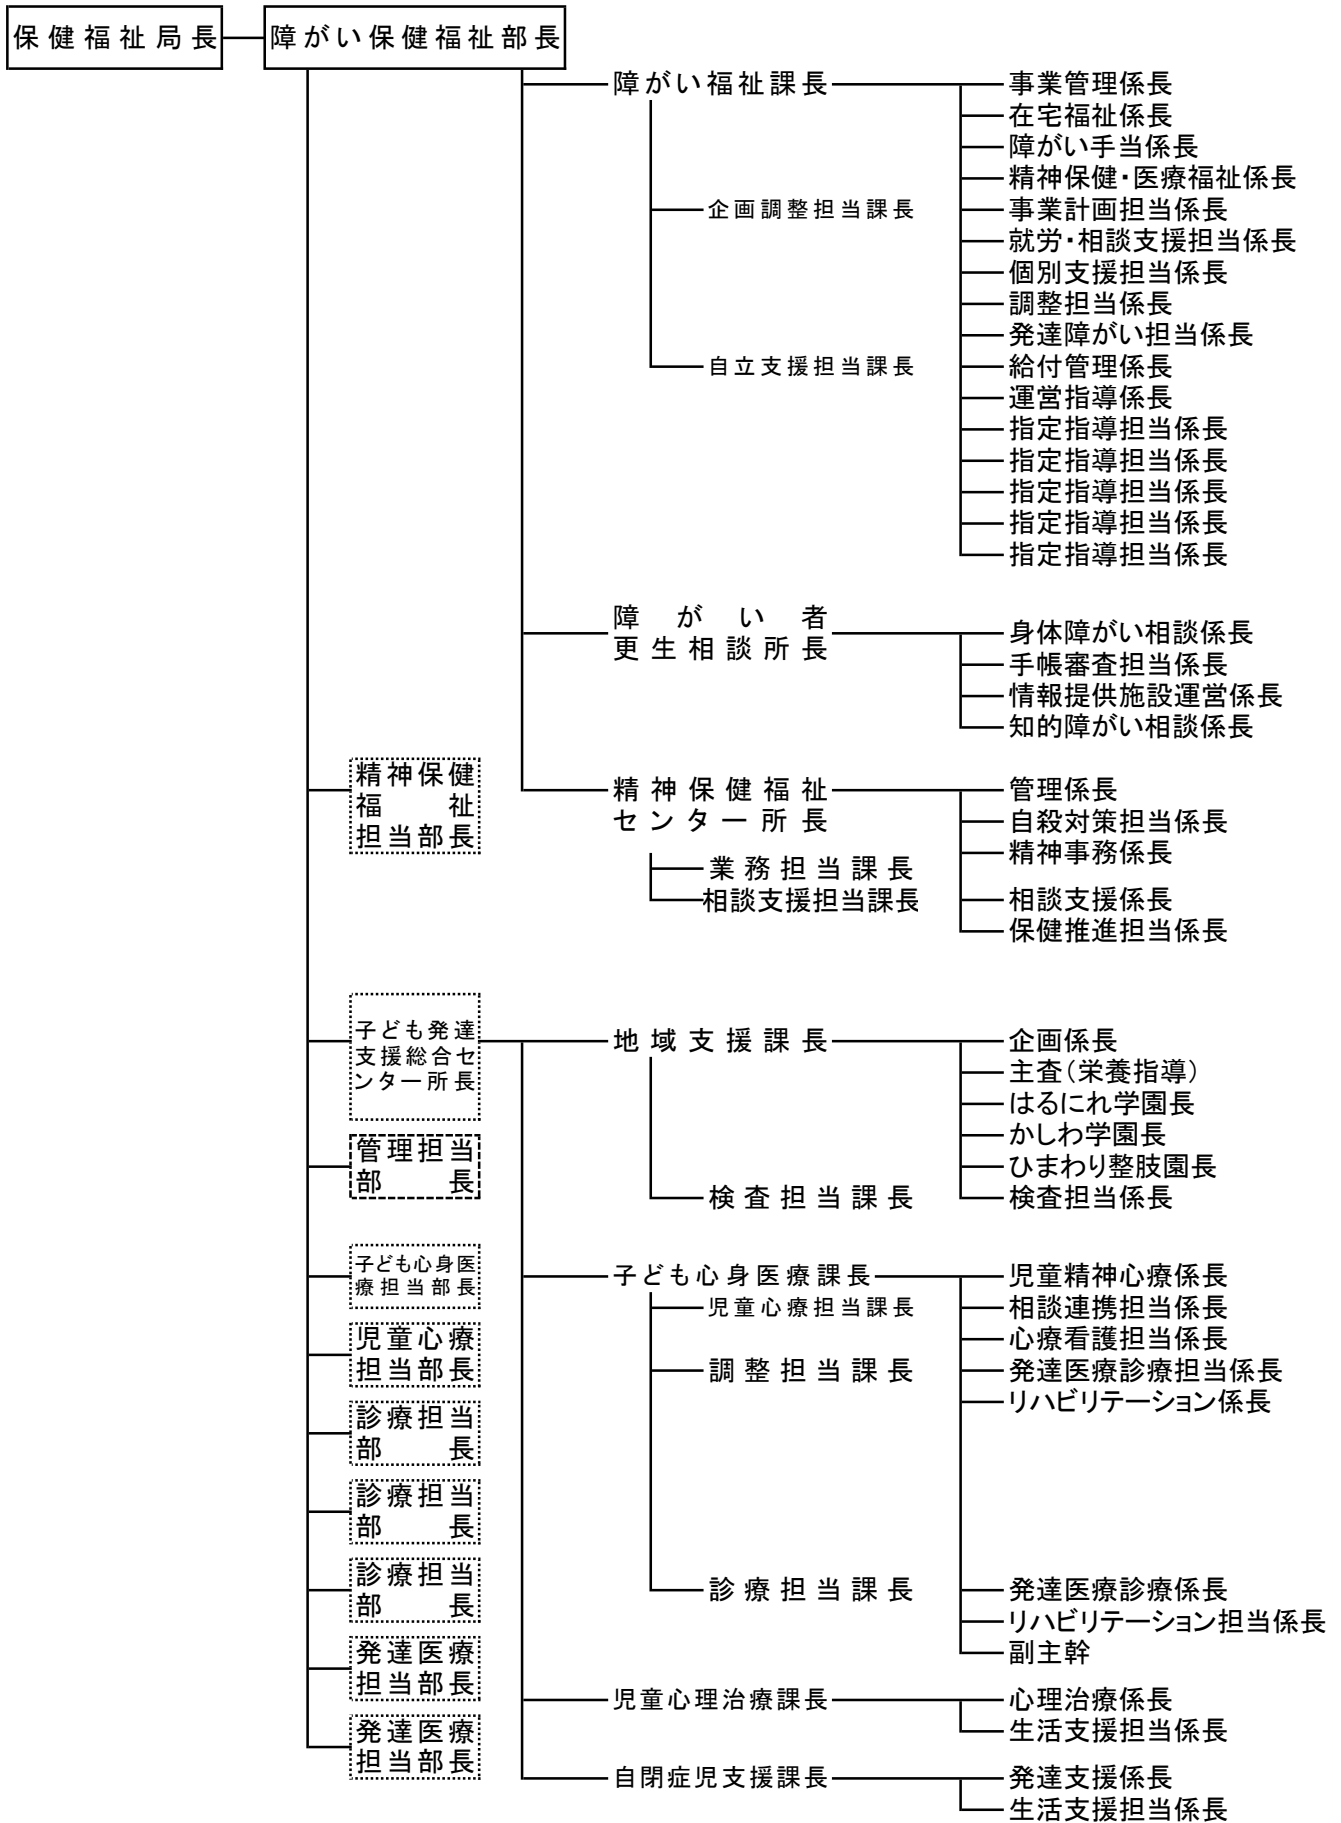 保健福祉局長
障がい保健福祉部長
障がい福祉課長
事業管理係長
在宅福祉係長
障がい手当係長
精神保健・医療福祉係長
企画調整担当課長
事業計画担当係長
就労・相談支援担当係長
個別支援担当係長
調整担当係長
発達障がい担当係長
自立支援担当課長
給付管理係長
運営指導係長
指定指導担当係長
指定指導担当係長
指定指導担当係長
指定指導担当係長
指定指導担当係長
障がい者
更生相談所長
身体障がい相談係長
手帳審査担当係長
情報提供施設運営係長
知的障がい相談係長
精神保健
福祉
担当部長
精神保健福祉
センター所長
管理係長
自殺対策担当係長
精神事務係長
業務担当課長
相談支援担当課長
相談支援係長
保健推進担当係長
子ども発達
支援総合セ
ンター所長
地域支援課長
企画係長
主査(栄養指導)
はるにれ学園長
かしわ学園長
ひまわり整肢園長
管理担当
部長
検査担当課長
検査担当係長
子ども心身医
療担当部長
子ども心身医療課長
児童精神心療係長
児童心療担当課長
相談連携担当係長
心療看護担当係長
児童心療
担当部長
調整担当課長
発達医療診療担当係長
リハビリテーション係長
診療担当
部長
診療担当
部長
診療担当
部長
診療担当課長
発達医療診療係長
リハビリテーション担当係長
副主幹
発達医療
担当部長
児童心理治療課長
心理治療係長
生活支援担当係長
発達医療
担当部長
自閉症児支援課長
発達支援係長
生活支援担当係長